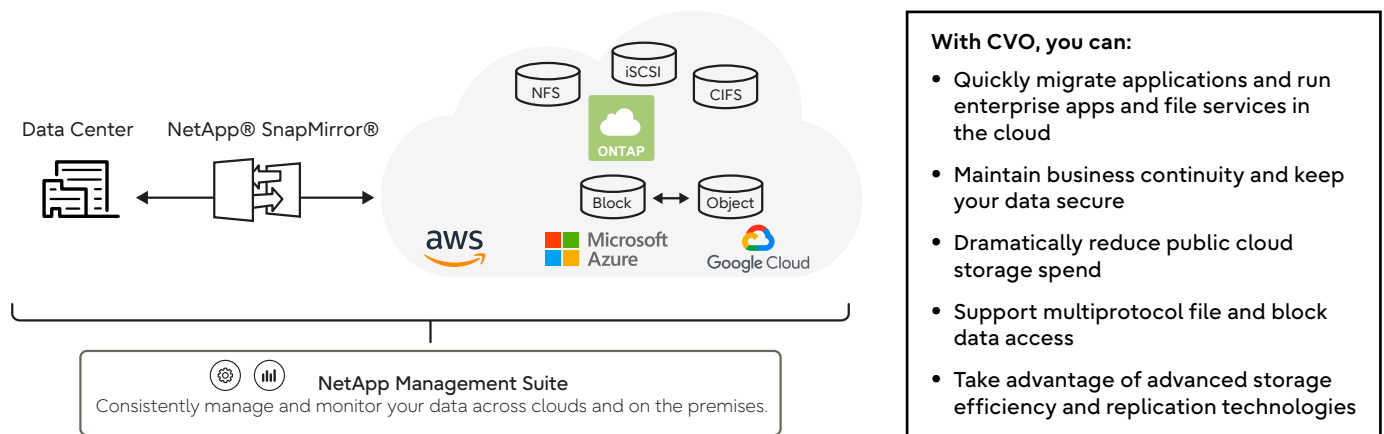 Data Center
NetApp® SnapMirror®
NFS
iSCSI
CIFS
ONTAP
Block
Object
aws
Microsoft
Azure
Google Cloud
NetApp Management Suite
Consistently manage and monitor your data across clouds and on the premises.
With CVO, you can:
• Quickly migrate applications and run
enterprise apps and file services in
the cloud
• Maintain business continuity and keep
your data secure
• Dramatically reduce public cloud
storage spend
• Support multiprotocol file and block
data access
• Take advantage of advanced storage
efficiency and replication technologies